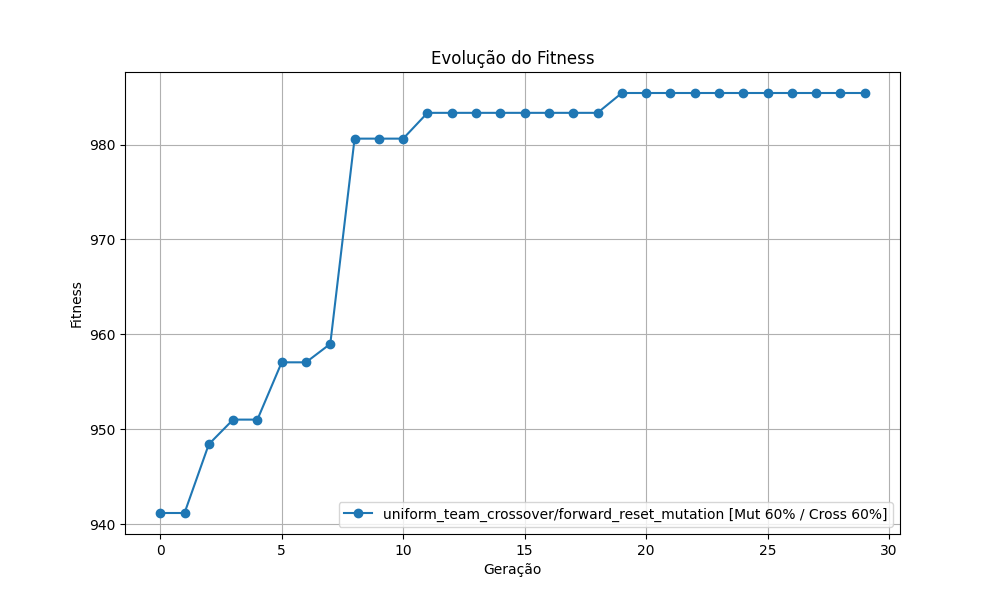 Evolução do Fitness
Fitness
980
970
960
950
940
uniform_team_crossover/forward_reset_mutation [Mut 60% / Cross 60%]
0 5 10 15 20 25 30
Geração